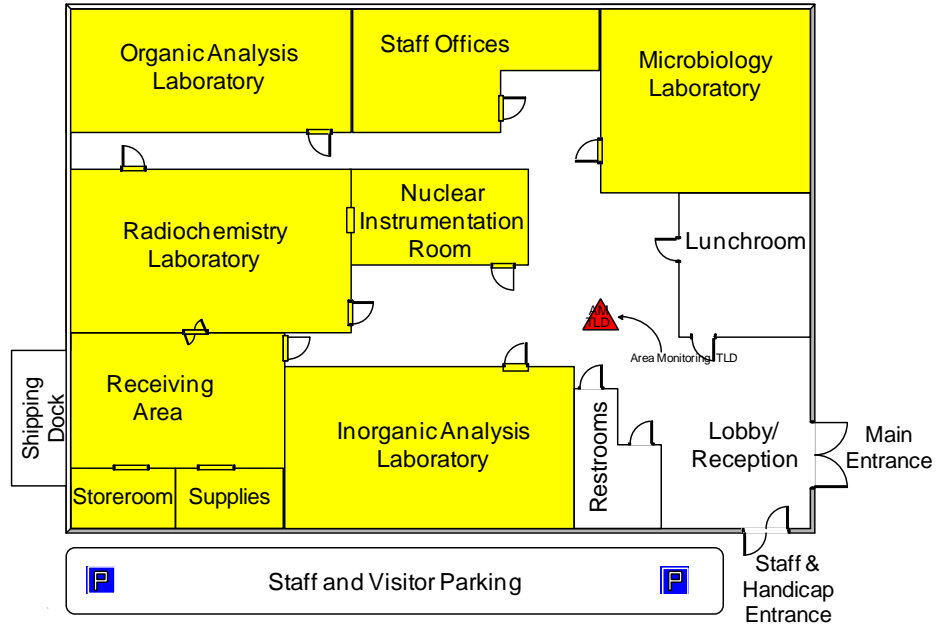 Organic Analysis
Laboratory
Staff Offices
Microbiology
Laboratory
Radiochemistry
Laboratory
Nuclear
Instrumentation
Room
Lunchroom
AM
TLD
Area Monitoring TLD
Shipping
Dock
Receiving
Area
Inorganic Analysis
Laboratory
Restrooms
Lobby/
Reception
Main
Entrance
Storeroom
Supplies
P
Staff and Visitor Parking
P
Staff &
Handicap
Entrance